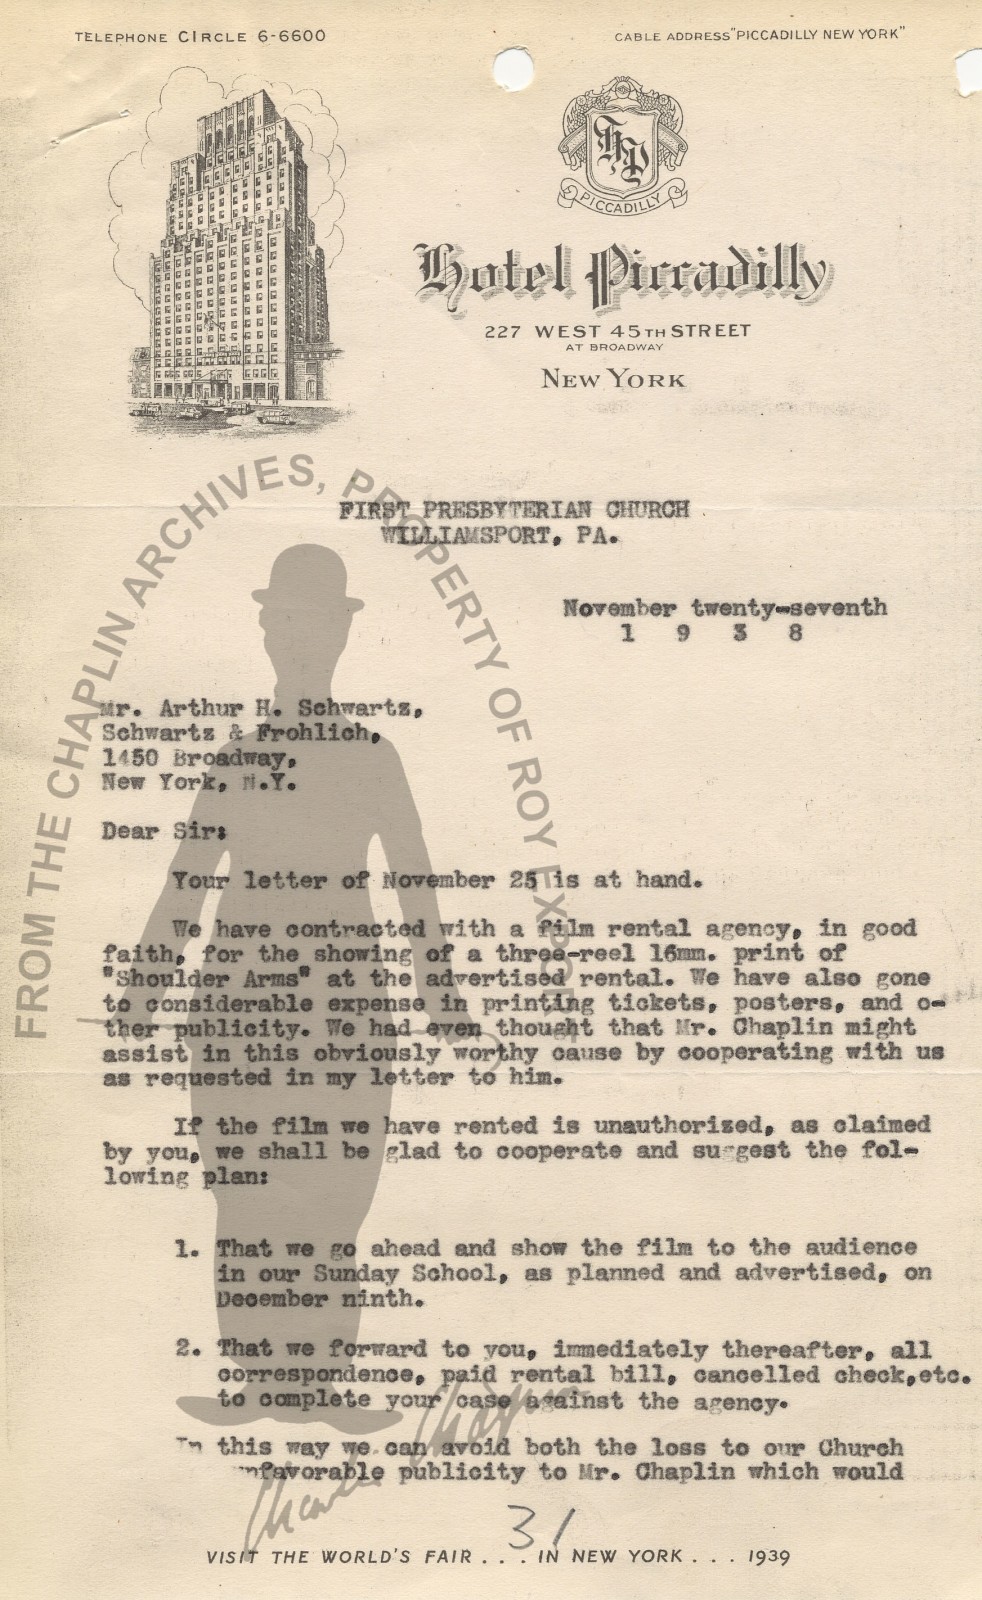 TELEPHONE CIRCLE 6-6600
CABLE ADDRESS "PICCADILLY NEW YORK"
HP
PICCADILLY
Hotel Piccadilly
227 WEST 45TH STREET
AT BROADWAY
NEW YORK
FROM THE CHAPLIN ARCHIVES, PROPERTY OF ROY EXPORT
FIRST PRESBYTERIAN CHURCH
WILLIAMSPORT, PA.
November twenty-seventh
1 9 3 8
Mr. Arthur H. Schwartz,
Schwartz & Frohlich,
1450 Broadway,
New York, N.Y.
Dear Sir:
Your letter of November 25 is at hand.
We have contracted with a film rental agency, in good
faith, for the showing of a three-reel 16mm. print of
"Shoulder Arms" at the advertised rental. We have also gone
to considerable expense in printing tickets, posters, and o-
ther publicity. We had even thought that Mr. Chaplin might
assist in this obviously worthy cause by cooperating with us
as requested in my letter to him.
If the film we have rented is unauthorized, as claimed
by you, we shall be glad to cooperate and suggest the fol-
lowing plan:
1. That we go ahead and show the film to the audience
in our Sunday School, as planned and advertised, on
December ninth.
2. That we forward to you, immediately thereafter, all
correspondence, paid rental bill, cancelled check,etc.
to complete your case against the agency.
In this way we can avoid both the loss to our Church
unfavorable publicity to Mr. Chaplin which would
Charlie Chaplin
31
VISIT THE WORLD'S FAIR . . . IN NEW YORK . . . 1939